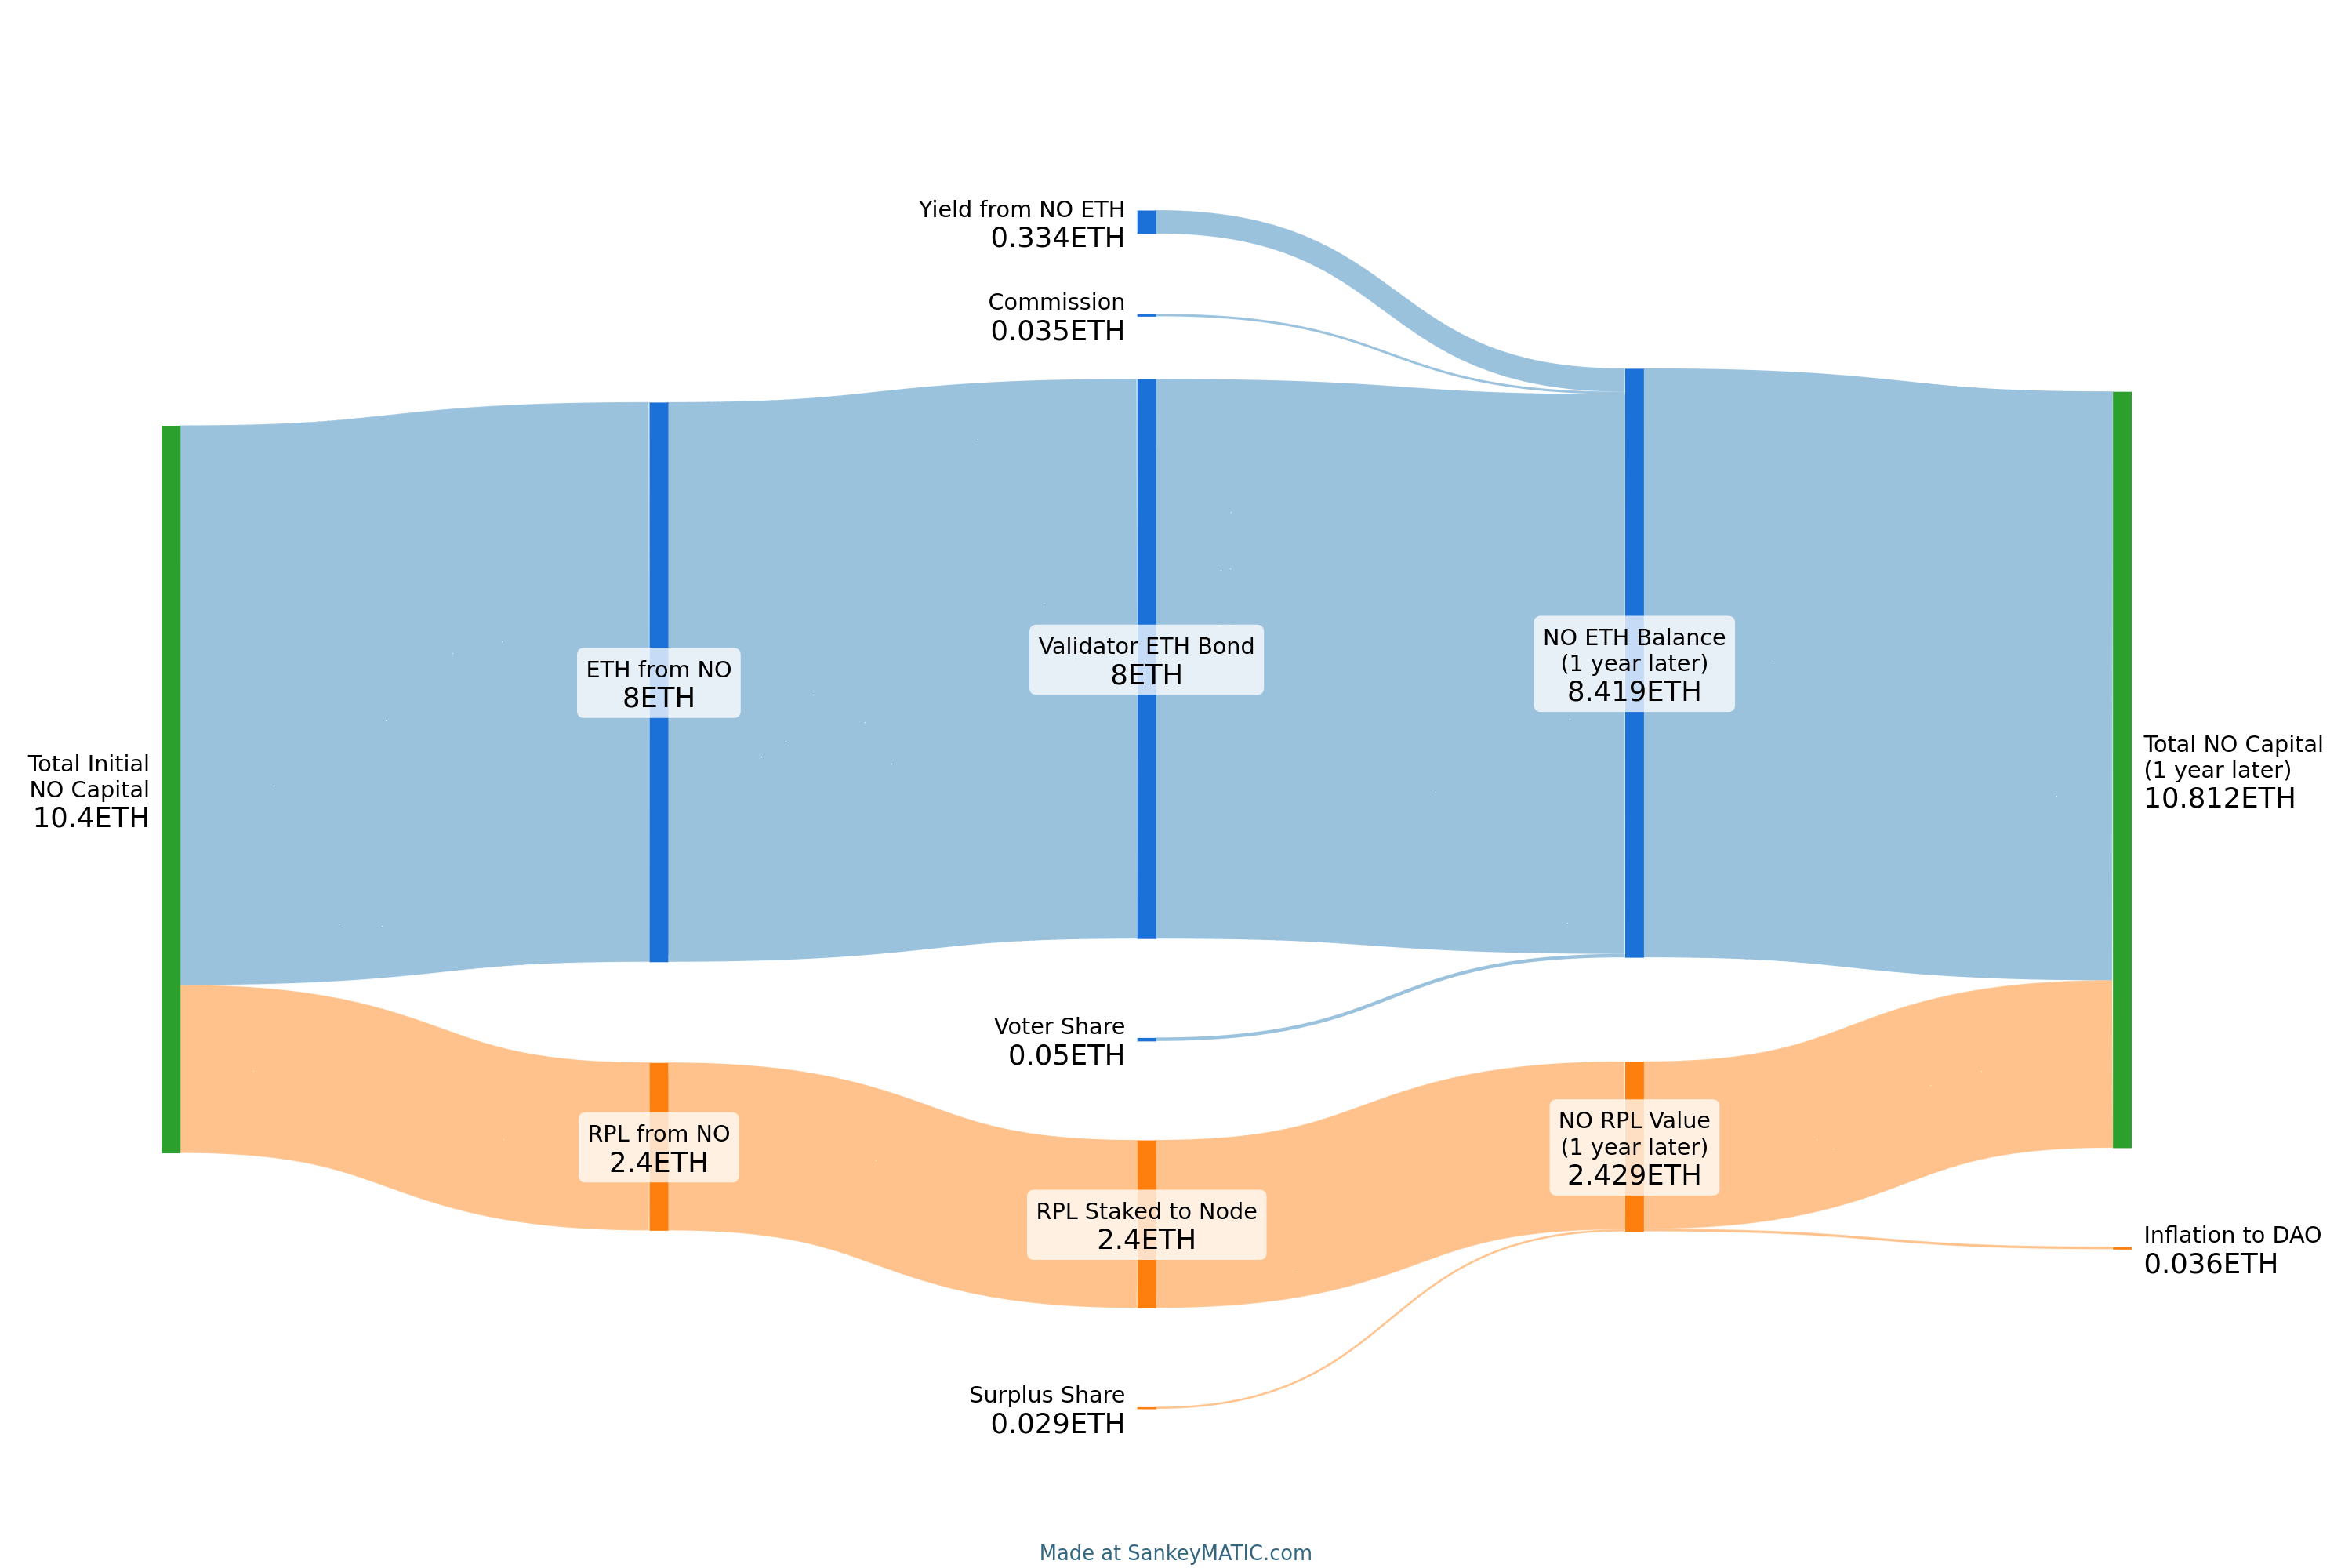 Yield from NO ETH
0.334ETH
Commission
0.035ETH
ETH from NO
8ETH
Validator ETH Bond
8ETH
NO ETH Balance
(1 year later)
8.419ETH
Total Initial
NO Capital
10.4ETH
Total NO Capital
(1 year later)
10.812ETH
Voter Share
0.05ETH
RPL from NO
2.4ETH
RPL Staked to Node
2.4ETH
NO RPL Value
(1 year later)
2.429ETH
Inflation to DAO
0.036ETH
Surplus Share
0.029ETH
Made at SankeyMATIC.com